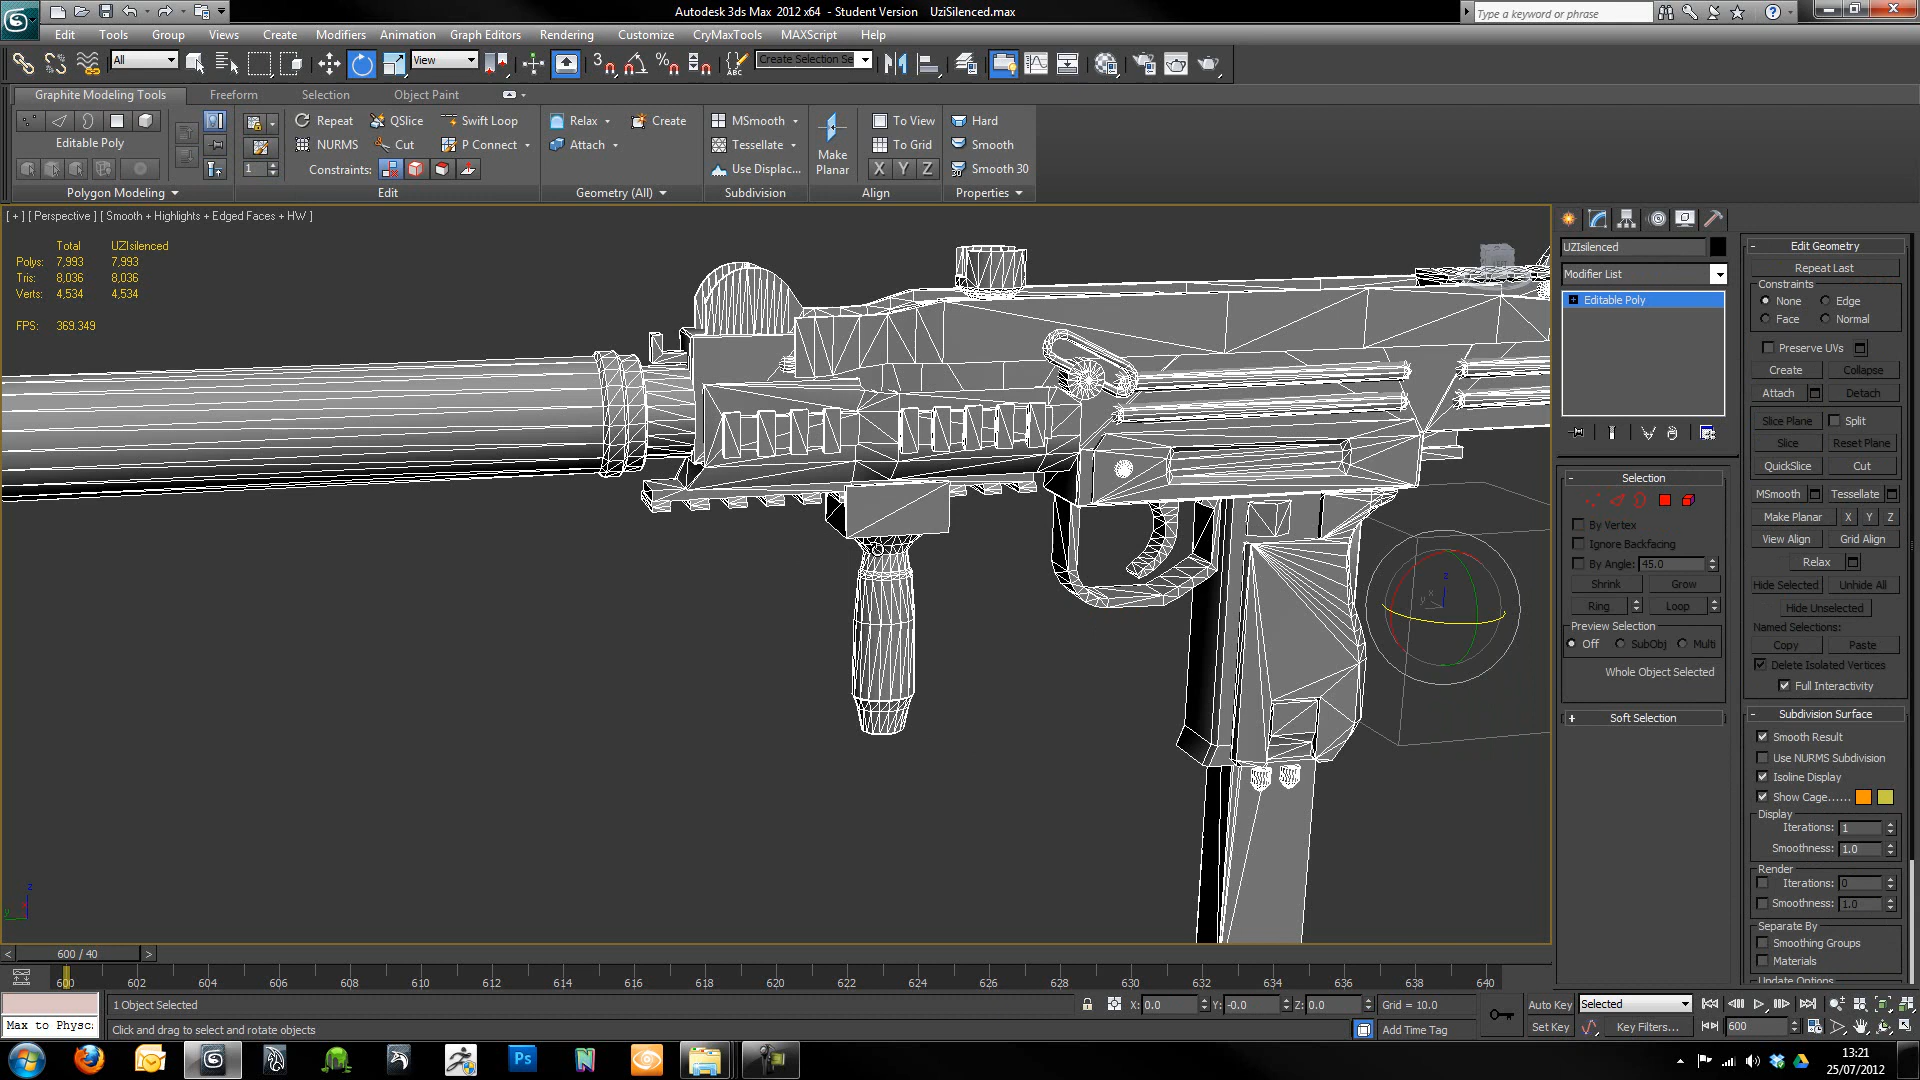 Autodesk 3ds Max 2012 x64 - Student Version UziSilenced.max
Type a keyword or phrase
Edit Tools Group Views Create Modifiers Animation Graph Editors Rendering Customize CryMaxTools MAXScript Help
All View 3 Create Selection Se
Graphite Modeling Tools Freeform Selection Object Paint
Repeat QSlice Swift Loop Relax Create MSmooth To View Hard
Editable Poly NURMS Cut P Connect Attach Tessellate Make Planar To Grid Smooth
1 Constraints: Use Displac... X Y Z Smooth 30
Polygon Modeling Edit Geometry (All) Subdivision Align Properties
[ + ] [ Perspective ] [ Smooth + Highlights + Edged Faces + HW ]
Total UZIsilenced
Polys: 7,993 7,993
Tris: 8,036 8,036
Verts: 4,534 4,534
FPS: 369.349
UZIsilenced
Modifier List
Editable Poly
Selection
By Vertex
Ignore Backfacing
By Angle: 45.0
Shrink Grow
Ring Loop
Preview Selection
Off SubObj Multi
Whole Object Selected
Soft Selection
Edit Geometry
Repeat Last
Constraints
None Edge
Face Normal
Preserve UVs
Create Collapse
Attach Detach
Slice Plane Split
Slice Reset Plane
QuickSlice Cut
MSmooth Tessellate
Make Planar X Y Z
View Align Grid Align
Relax
Hide Selected Unhide All
Hide Unselected
Named Selections:
Copy Paste
Delete Isolated Vertices
Full Interactivity
Subdivision Surface
Smooth Result
Use NURMS Subdivision
Isoline Display
Show Cage......
Display
Iterations: 1
Smoothness: 1.0
Render
Iterations: 0
Smoothness: 1.0
Separate By
Smoothing Groups
Materials
Update Options
z
y
x
y
z
< 600 / 40 >
600 602 604 606 608 610 612 614 616 618 620 622 624 626 628 630 632 634 636 638 640
1 Object Selected X: 0.0 Y: -0.0 Z: 0.0 Grid = 10.0 Auto Key Selected
Max to Physc: Click and drag to select and rotate objects Add Time Tag Set Key Key Filters... 600
Ps
13:21
25/07/2012